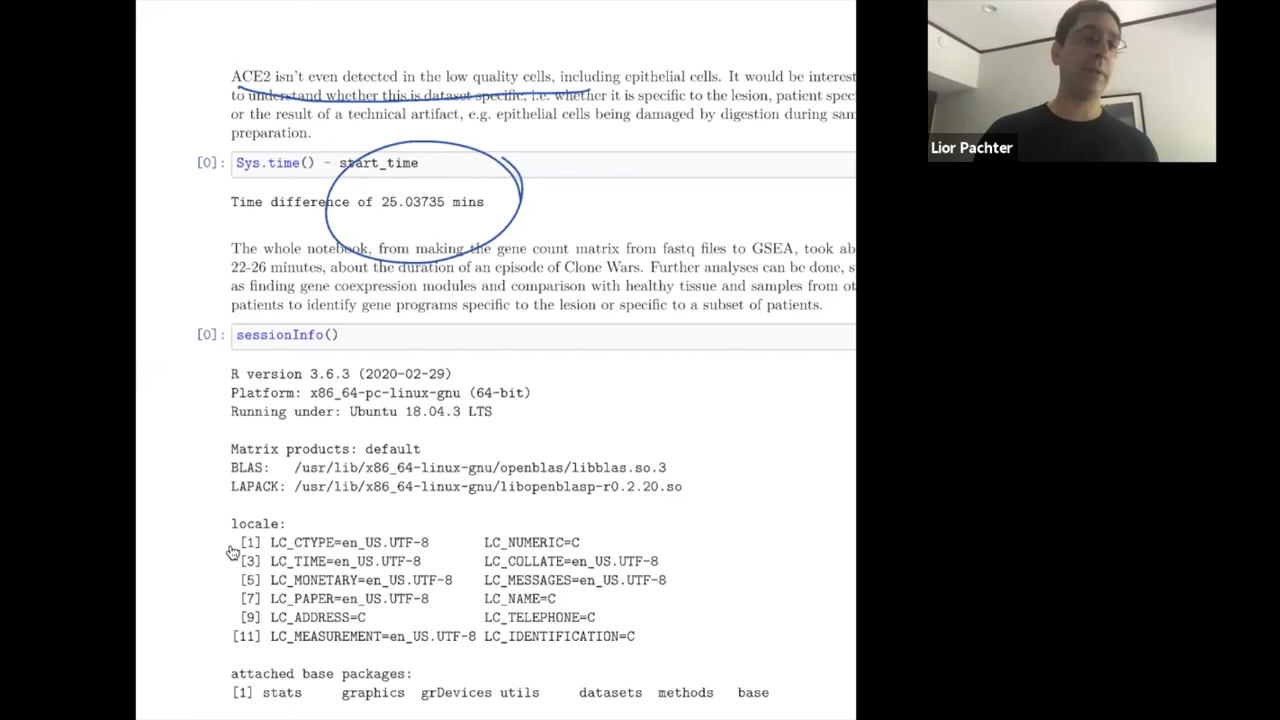 ACE2 isn't even detected in the low quality cells, including epithelial cells. It would be interest
to understand whether this is dataset specific, i.e. whether it is specific to the lesion, patient spec
or the result of a technical artifact, e.g. epithelial cells being damaged by digestion during sam
preparation.
[0]: Sys.time() - start_time
Time difference of 25.03735 mins
The whole notebook, from making the gene count matrix from fastq files to GSEA, took ab
22-26 minutes, about the duration of an episode of Clone Wars. Further analyses can be done, s
as finding gene coexpression modules and comparison with healthy tissue and samples from ot
patients to identify gene programs specific to the lesion or specific to a subset of patients.
[0]: sessionInfo()
R version 3.6.3 (2020-02-29)
Platform: x86_64-pc-linux-gnu (64-bit)
Running under: Ubuntu 18.04.3 LTS
Matrix products: default
BLAS: /usr/lib/x86_64-linux-gnu/openblas/libblas.so.3
LAPACK: /usr/lib/x86_64-linux-gnu/libopenblasp-r0.2.20.so
locale:
[1] LC_CTYPE=en_US.UTF-8 LC_NUMERIC=C
[3] LC_TIME=en_US.UTF-8 LC_COLLATE=en_US.UTF-8
[5] LC_MONETARY=en_US.UTF-8 LC_MESSAGES=en_US.UTF-8
[7] LC_PAPER=en_US.UTF-8 LC_NAME=C
[9] LC_ADDRESS=C LC_TELEPHONE=C
[11] LC_MEASUREMENT=en_US.UTF-8 LC_IDENTIFICATION=C
attached base packages:
[1] stats graphics grDevices utils datasets methods base
Lior Pachter